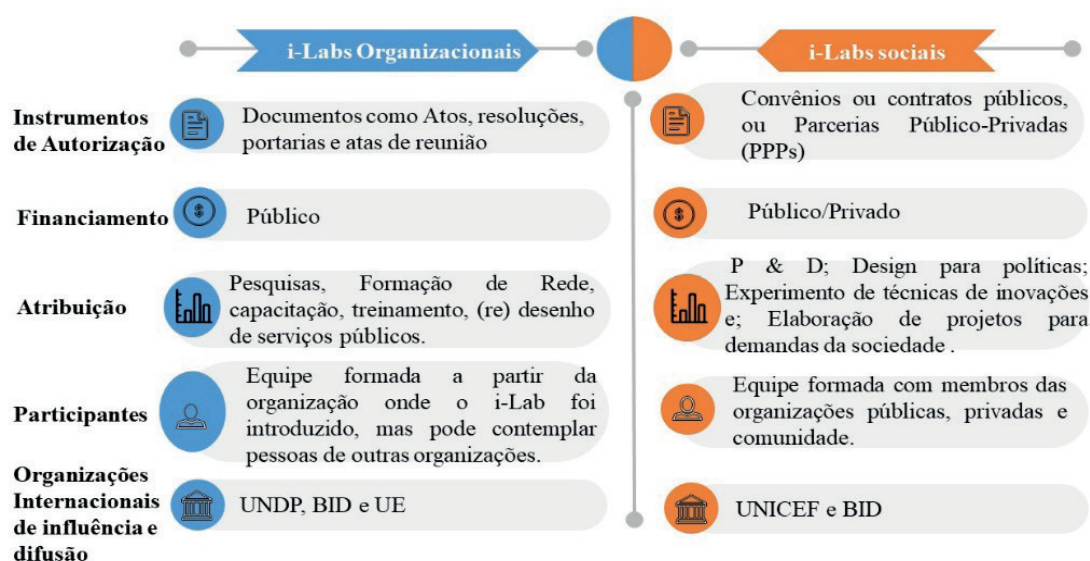 i-Labs Organizacionais
i-Labs sociais
Instrumentos
de Autorização
Documentos como Atos, resoluções,
portarias e atas de reunião
Convênios ou contratos públicos,
ou Parcerias Público-Privadas
(PPPs)
Financiamento
$
Público
$
Público/Privado
Atribuição
Pesquisas, Formação de Rede,
capacitação, treinamento, (re) desenho
de serviços públicos.
P & D; Design para políticas;
Experimento de técnicas de inovações
e; Elaboração de projetos para
demandas da sociedade .
Participantes
Equipe formada a partir da
organização onde o i-Lab foi
introduzido, mas pode contemplar
pessoas de outras organizações.
Equipe formada com membros das
organizações públicas, privadas e
comunidade.
Organizações
Internacionais
de influência e
difusão
UNDP, BID e UE
UNICEF e BID